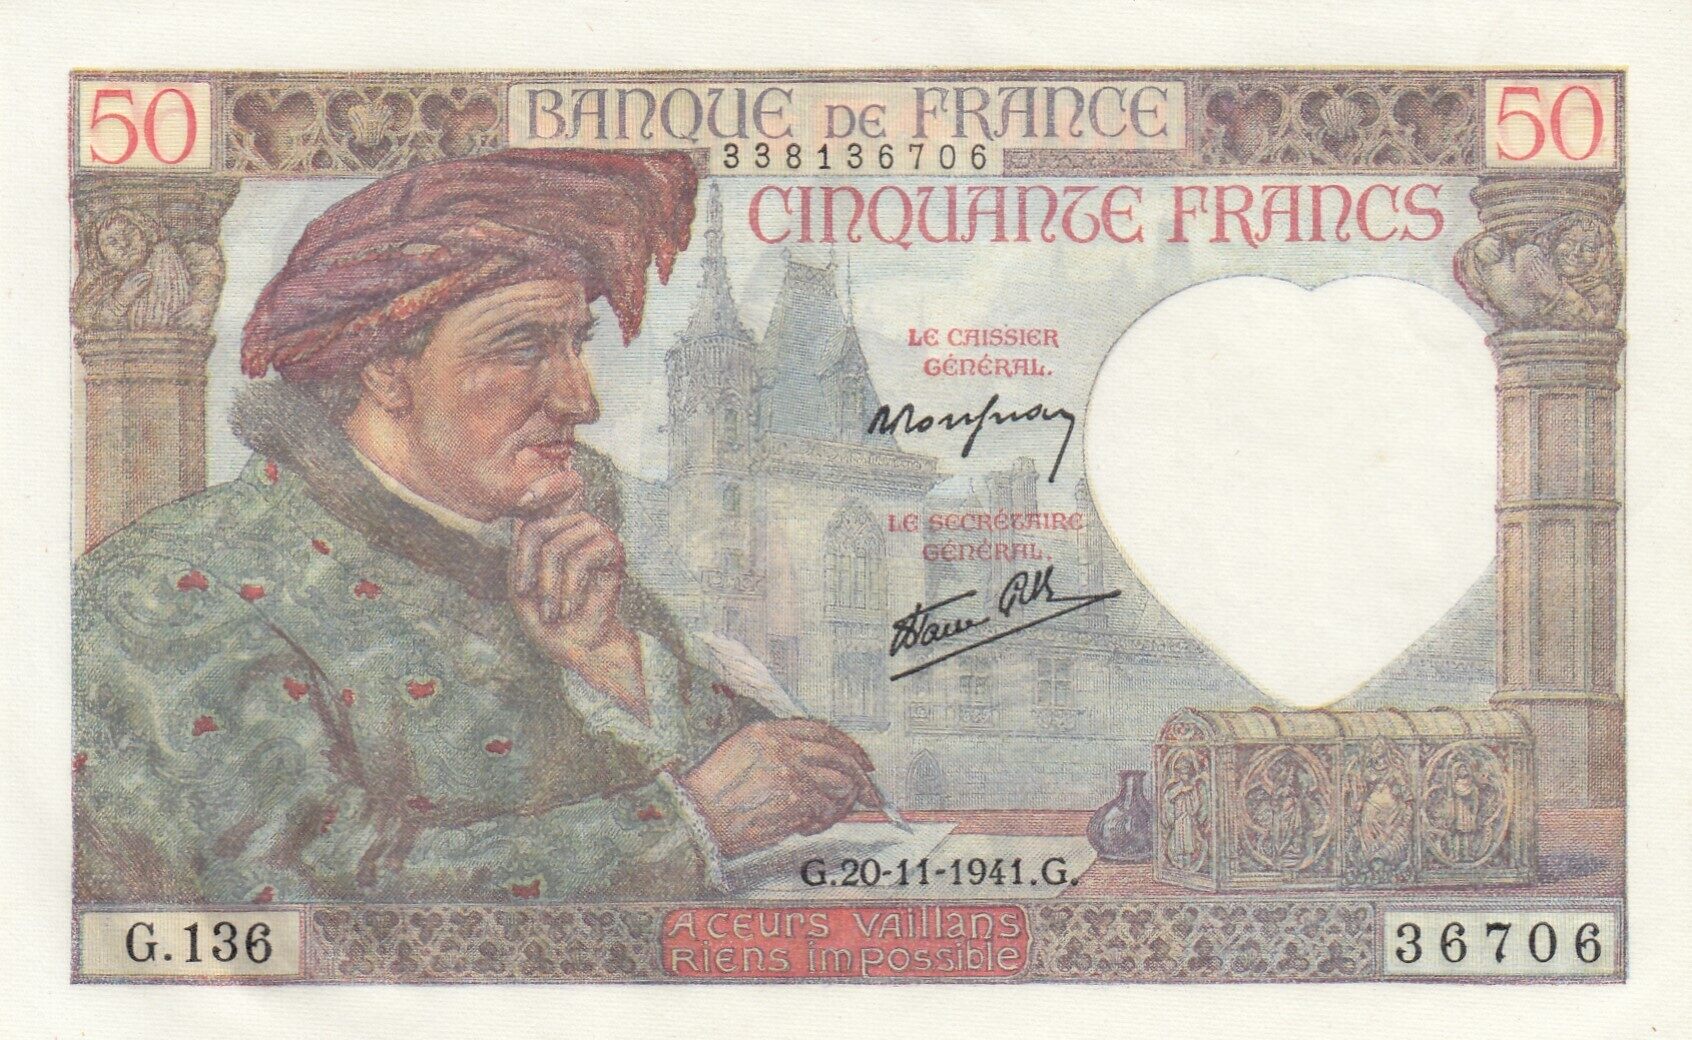 50
BANQUE DE FRANCE
50
338136706
CINQUANTE FRANCS
LE CAISSIER
GÉNÉRAL.
LE SECRÉTAIRE
GÉNÉRAL.
G.20-11-1941.G.
G.136
A CEURS VAILLANS
RIENS IMPOSSIBLE
36706